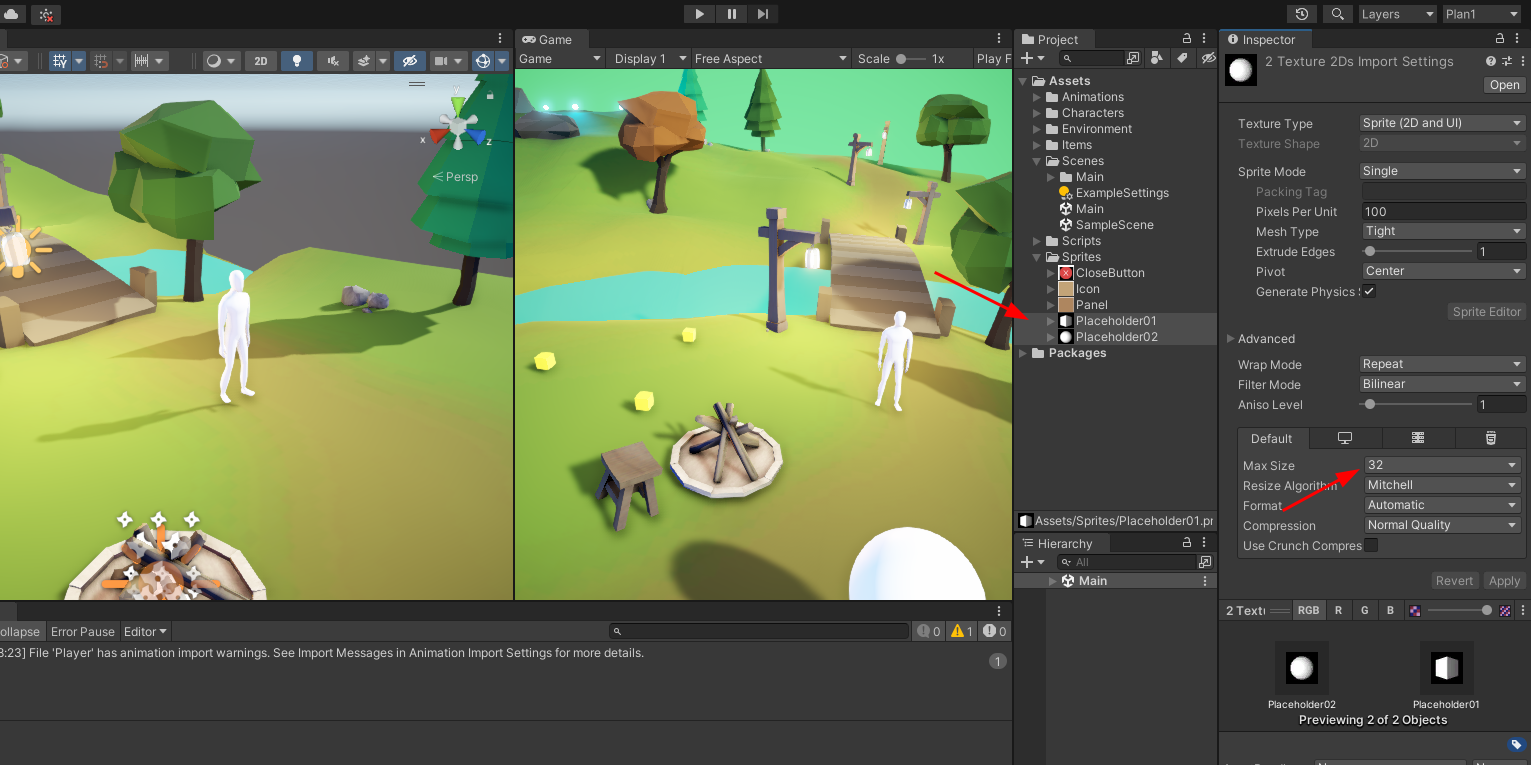 Layers
Plan1
Game
Project
Inspector
2D
Game
Display 1
Free Aspect
Scale
1x
Play F
2 Texture 2Ds Import Settings
Open
y
x
z
Persp
Assets
Animations
Characters
Environment
Items
Scenes
Main
ExampleSettings
Main
SampleScene
Scripts
Sprites
CloseButton
Icon
Panel
Placeholder01
Placeholder02
Packages
Assets/Sprites/Placeholder01.pr
Hierarchy
All
Main
Texture Type
Sprite (2D and UI)
Texture Shape
2D
Sprite Mode
Single
Packing Tag
Pixels Per Unit
100
Mesh Type
Tight
Extrude Edges
1
Pivot
Center
Generate Physics
Sprite Editor
Advanced
Wrap Mode
Repeat
Filter Mode
Bilinear
Aniso Level
1
Default
Max Size
32
Resize Algorithm
Mitchell
Format
Automatic
Compression
Normal Quality
Use Crunch Compres
Revert
Apply
2 Textu
RGB
R
G
B
Placeholder02
Placeholder01
Previewing 2 of 2 Objects
ollapse
Error Pause
Editor
0
1
0
3:23] File 'Player' has animation import warnings. See Import Messages in Animation Import Settings for more details.
1